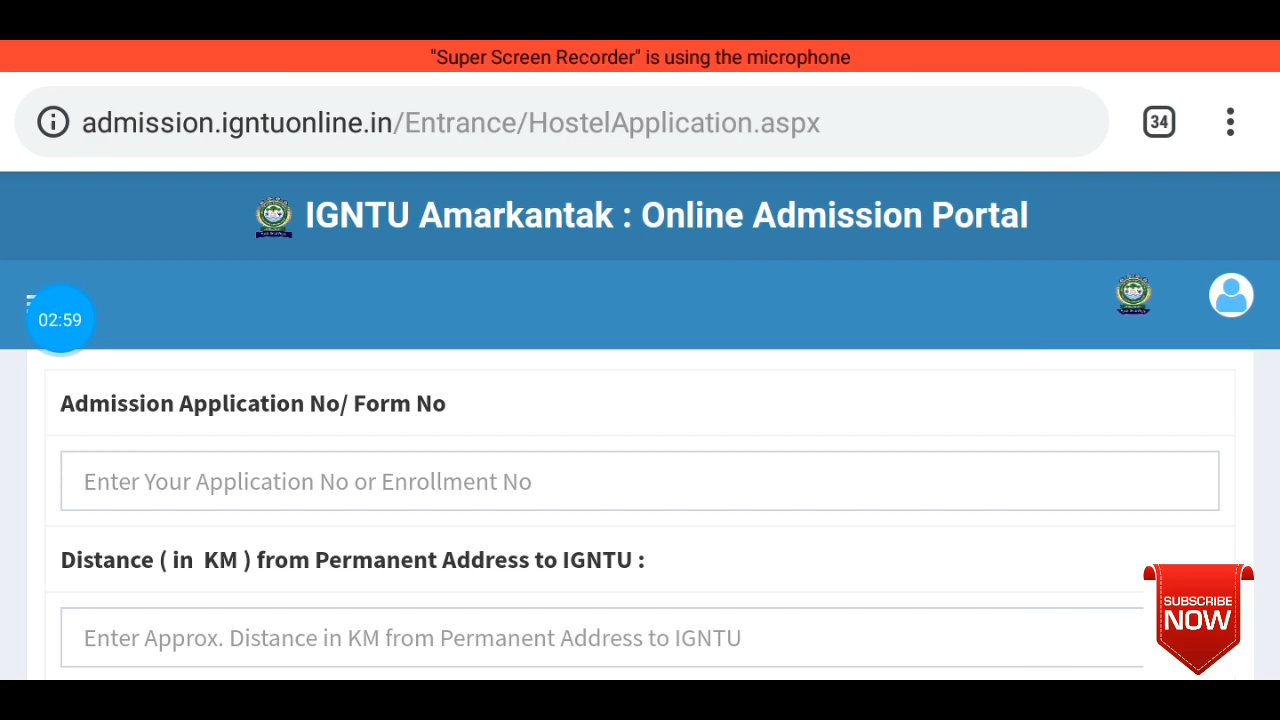 "Super Screen Recorder" is using the microphone
admission.igntuonline.in/Entrance/HostelApplication.aspx
34
IGNTU Amarkantak : Online Admission Portal
02:59
Admission Application No/ Form No
Enter Your Application No or Enrollment No
Distance ( in KM ) from Permanent Address to IGNTU :
Enter Approx. Distance in KM from Permanent Address to IGNTU
SUBSCRIBE
NOW